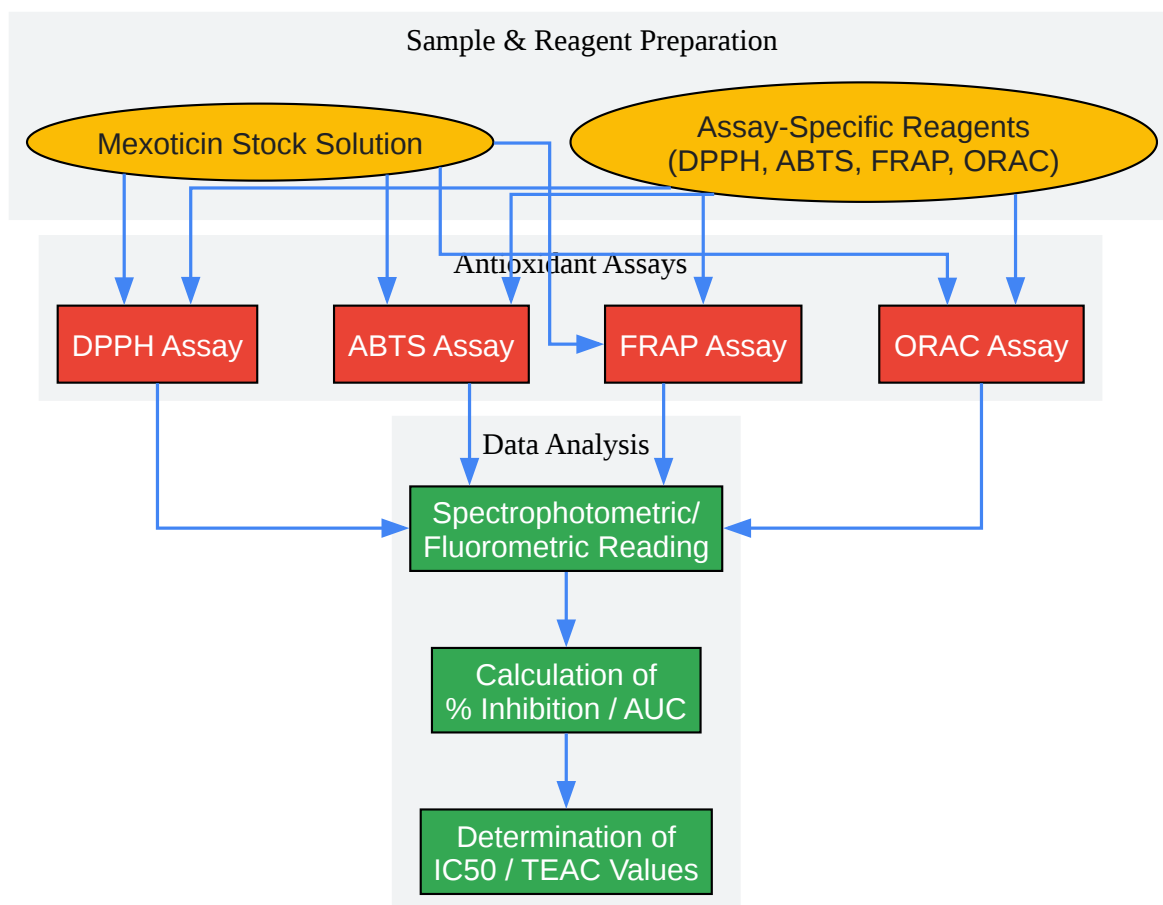 Sample & Reagent Preparation
Mexoticin Stock Solution
Assay-Specific Reagents
(DPPH, ABTS, FRAP, ORAC)
Antioxidant Assays
DPPH Assay
ABTS Assay
FRAP Assay
ORAC Assay
Data Analysis
Spectrophotometric/
Fluorometric Reading
Calculation of
% Inhibition / AUC
Determination of
IC50 / TEAC Values